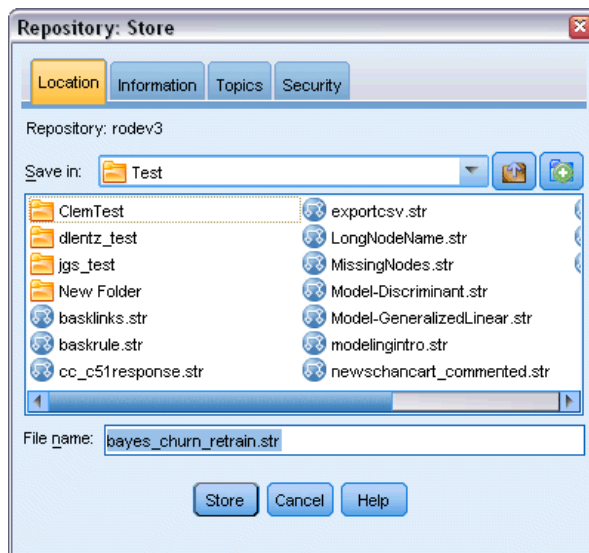 Repository: Store
Location Information Topics Security
Repository: rodev3
Save in: Test
ClemTest
dlentz_test
jgs_test
New Folder
basklinks.str
baskrule.str
cc_c51response.str
exportcsv.str
LongNodeName.str
MissingNodes.str
Model-Discriminant.str
Model-GeneralizedLinear.str
modelingintro.str
newschancart_commented.str
File name: bayes_churn_retrain.str
Store Cancel Help